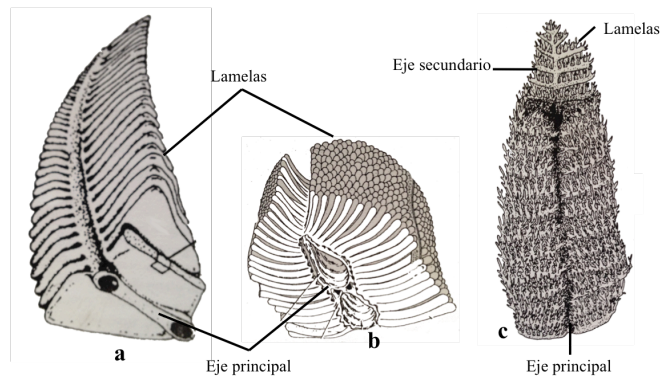 Lamelas
Eje secundario
Lamelas
a
b
c
Eje principal
Eje principal